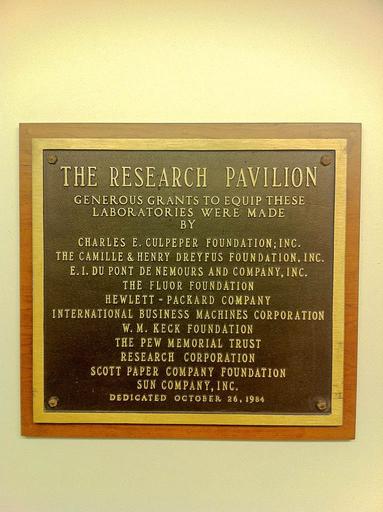 THE RESEARCH PAVILION
GENEROUS GRANTS TO EQUIP THESE
LABORATORIES WERE MADE
BY
CHARLES E. CULPEPER FOUNDATION; INC.
THE CAMILLE & HENRY DREYFUS FOUNDATION, INC.
E.I. DU PONT DE NEMOURS AND COMPANY, INC.
THE FLUOR FOUNDATION
HEWLETT - PACKARD COMPANY
INTERNATIONAL BUSINESS MACHINES CORPORATION
W. M. KECK FOUNDATION
THE PEW MEMORIAL TRUST
RESEARCH CORPORATION
SCOTT PAPER COMPANY FOUNDATION
SUN COMPANY, INC.
DEDICATED OCTOBER 26, 1984